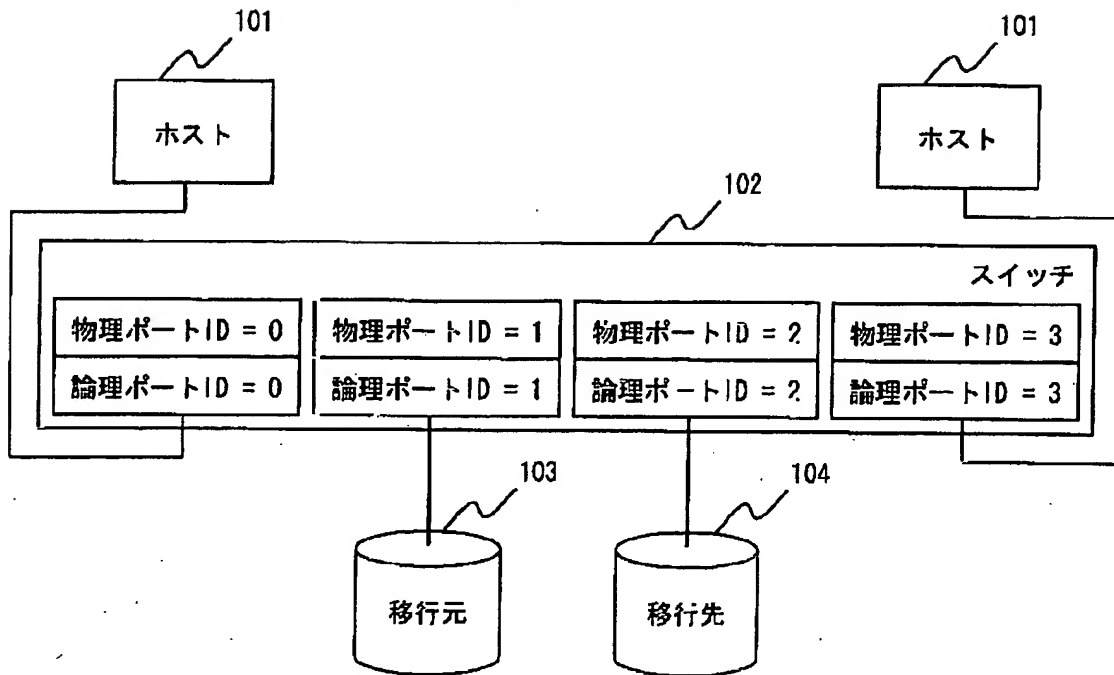 101
101
ホスト
ホスト
102
スイッチ
物理ポートID = 0
物理ポートID = 1
物理ポートID = 2
物理ポートID = 3
論理ポートID = 0
論理ポートID = 1
論理ポートID = 2
論理ポートID = 3
103
104
移行元
移行先